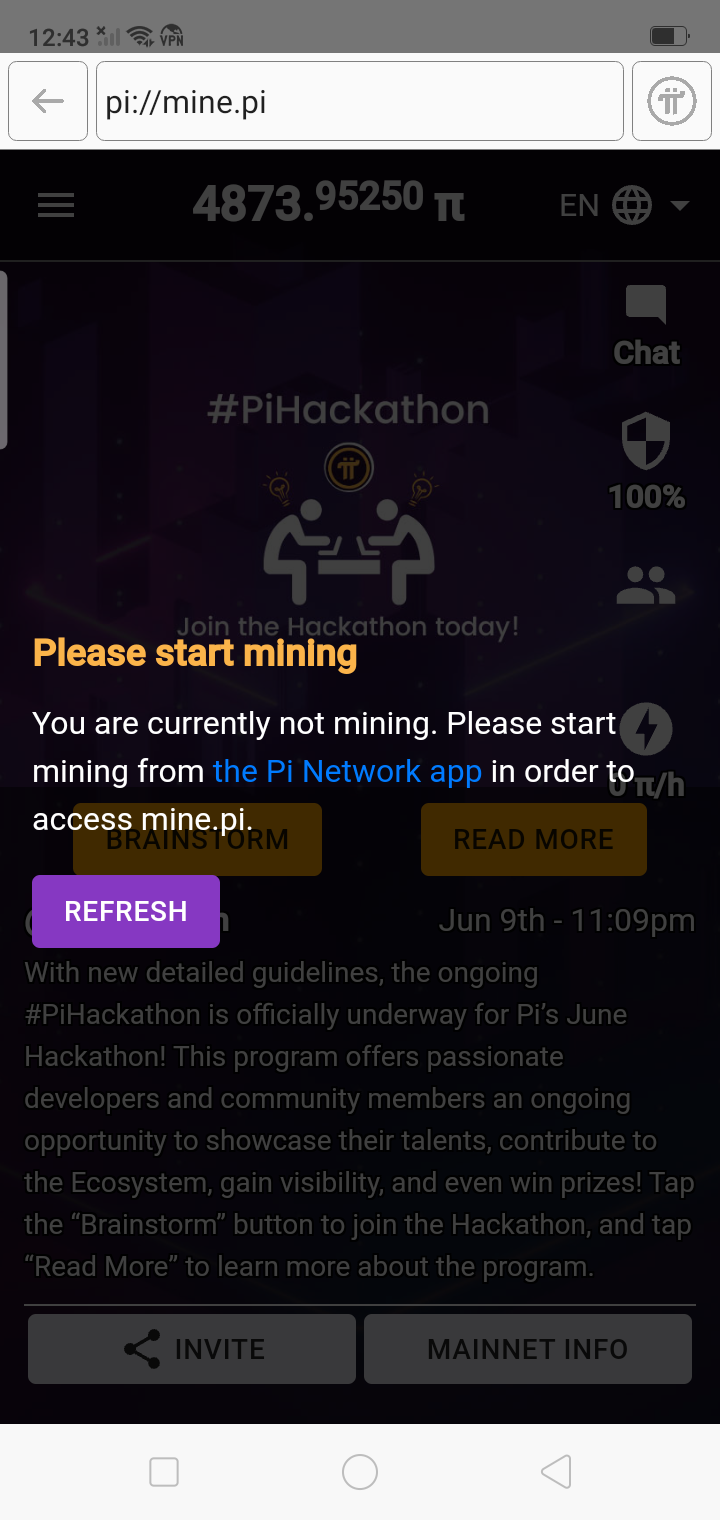 12:43 VPN
pi://mine.pi
4873.95250 π EN
Chat
#PiHackathon
100%
Join the Hackathon today!
Please start mining
You are currently not mining. Please start
mining from the Pi Network app in order to
0 π/h
access mine.pi.
BRAINSTORM READ MORE
REFRESH
Jun 9th - 11:09pm
With new detailed guidelines, the ongoing
#PiHackathon is officially underway for Pi’s June
Hackathon! This program offers passionate
developers and community members an ongoing
opportunity to showcase their talents, contribute to
the Ecosystem, gain visibility, and even win prizes! Tap
the “Brainstorm” button to join the Hackathon, and tap
“Read More” to learn more about the program.
INVITE MAINNET INFO